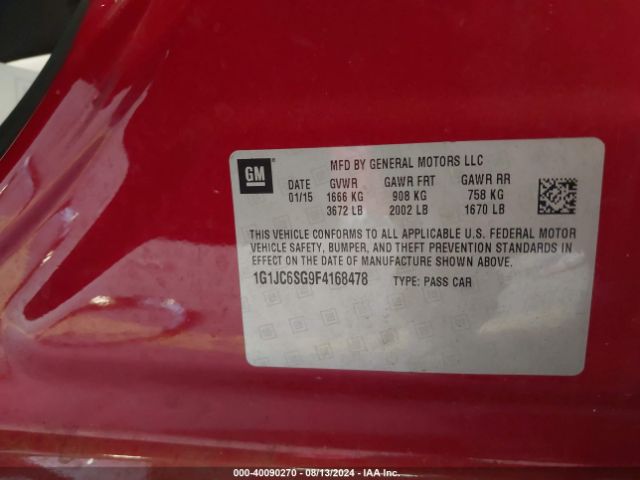 GM
MFD BY GENERAL MOTORS LLC
DATE GVWR GAWR FRT GAWR RR
01/15 1666 KG 908 KG 758 KG
3672 LB 2002 LB 1670 LB
THIS VEHICLE CONFORMS TO ALL APPLICABLE U.S. FEDERAL MOTOR
VEHICLE SAFETY, BUMPER, AND THEFT PREVENTION STANDARDS IN
EFFECT ON THE DATE OF MANUFACTURE SHOWN ABOVE.
1G1JC6SG9F4168478 TYPE: PASS CAR
000-40090270 - 08/13/2024 - IAA Inc.